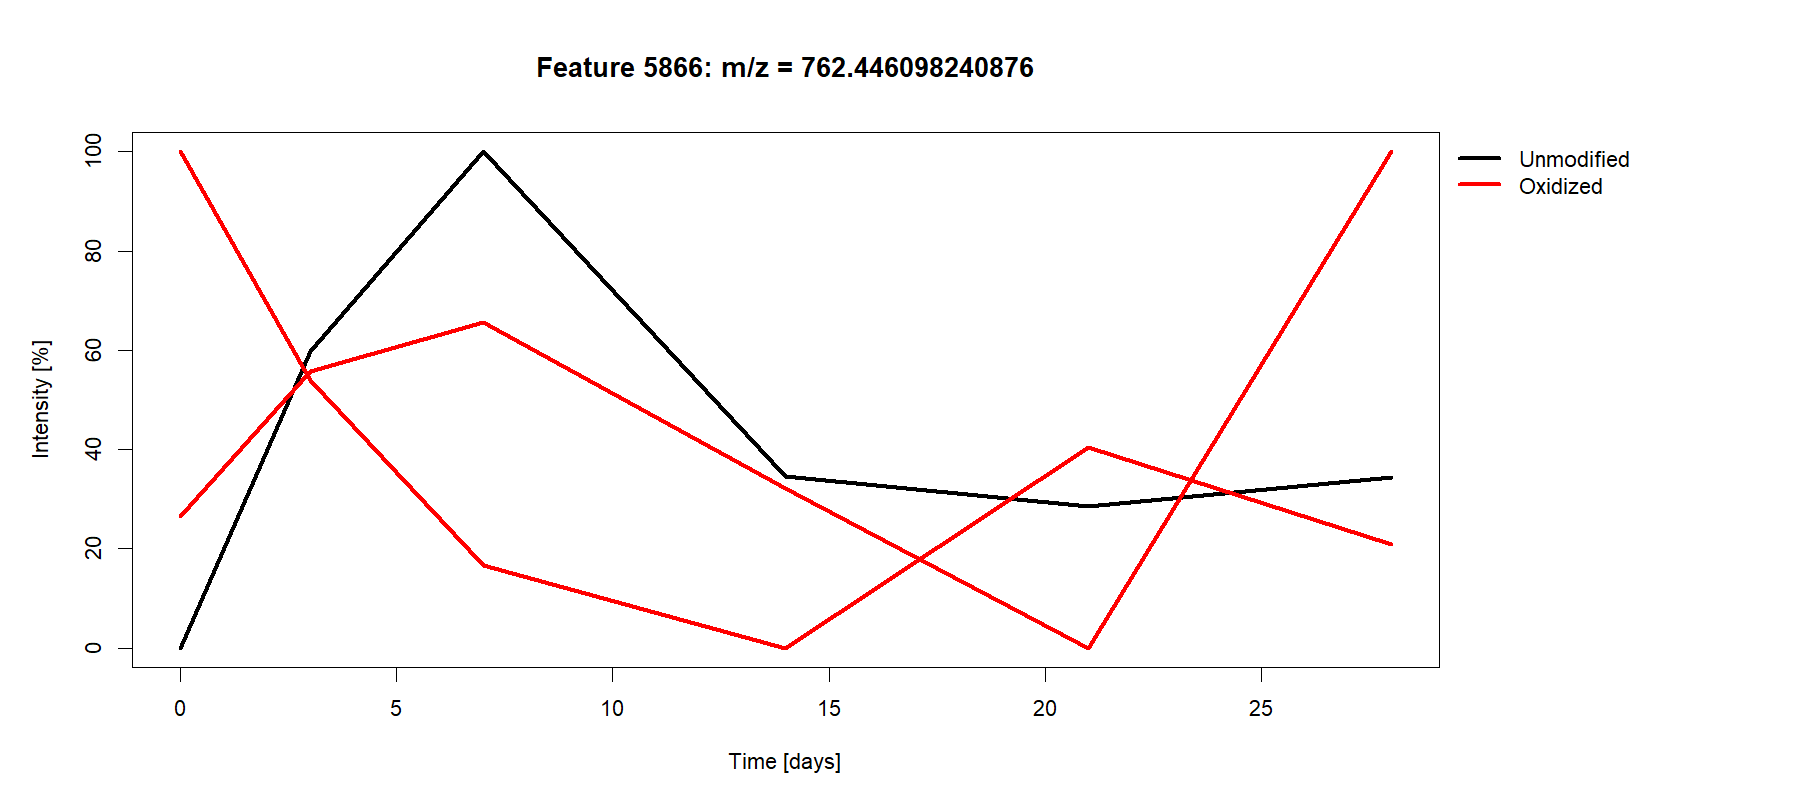 Feature 5866: m/z = 762.446098240876
Unmodified
Oxidized
Intensity [%]
100
80
60
40
20
0
0 5 10 15 20 25
Time [days]